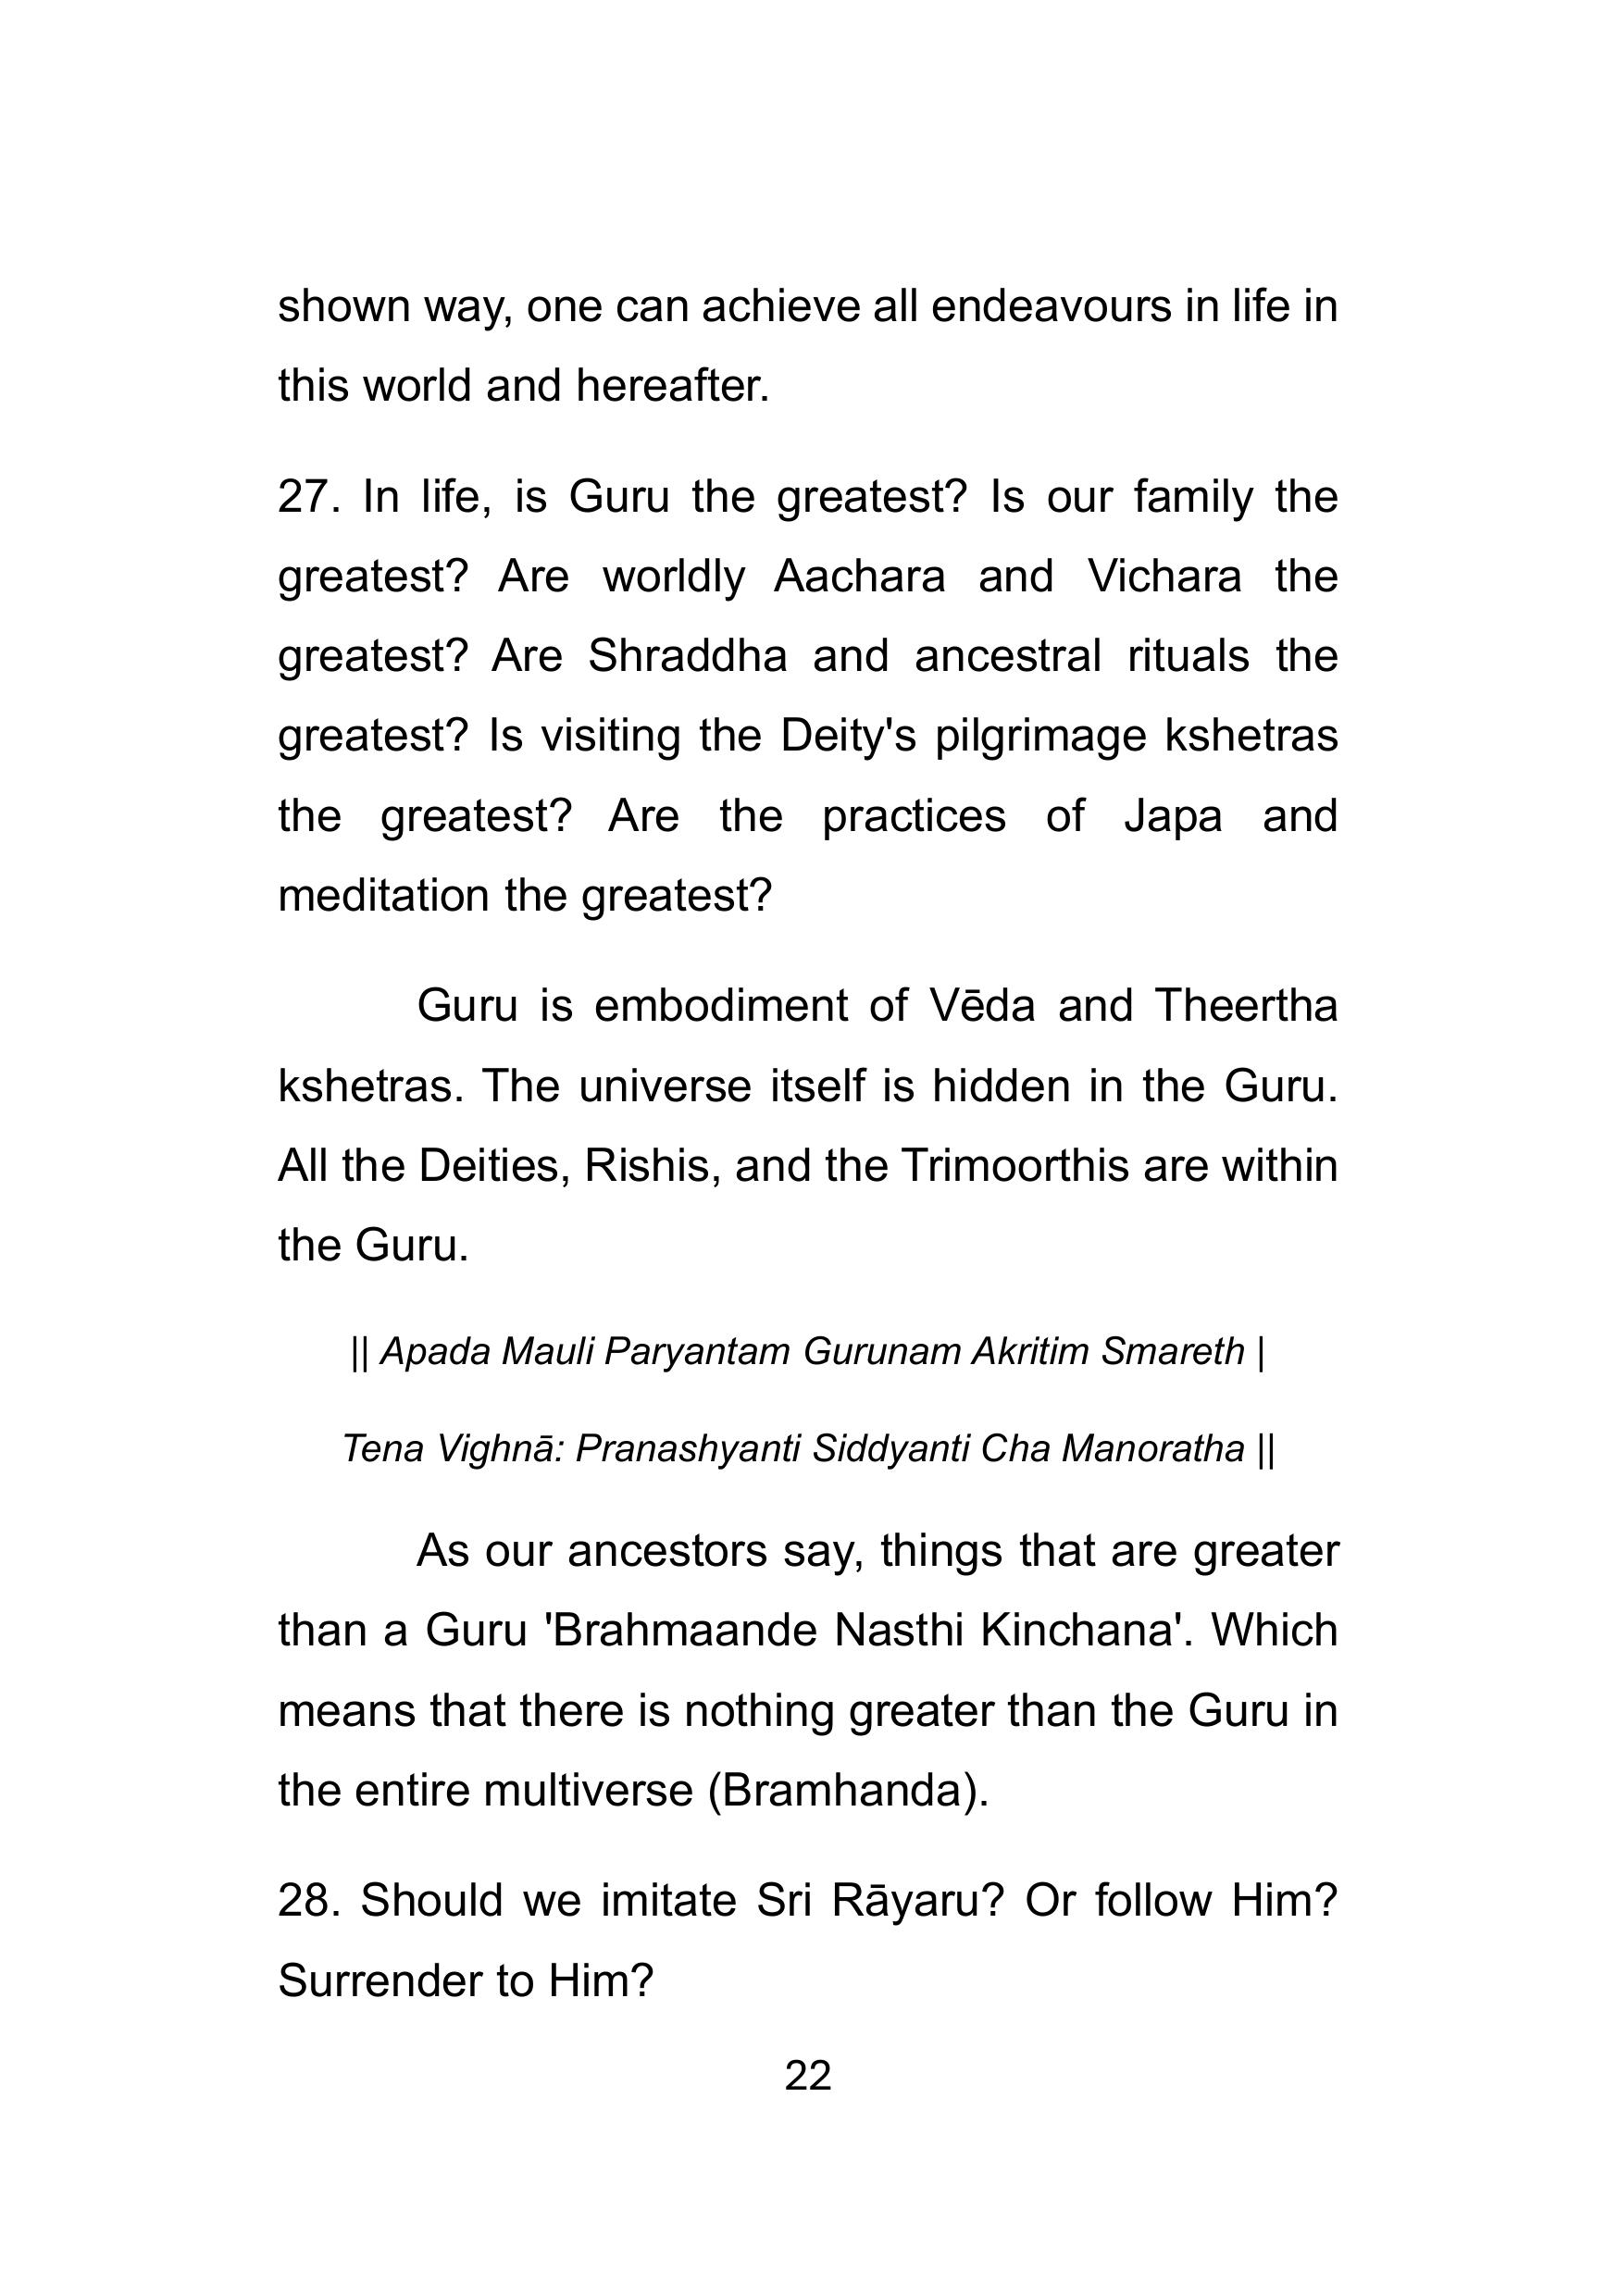 shown way, one can achieve all endeavours in life in
this world and hereafter.
27. In life, is Guru the greatest? Is our family the
greatest? Are worldly Aachara and Vichara the
greatest? Are Shraddha and ancestral rituals the
greatest? Is visiting the Deity's pilgrimage kshetras
the greatest? Are the practices of Japa and
meditation the greatest?
Guru is embodiment of Vēda and Theertha
kshetras. The universe itself is hidden in the Guru.
All the Deities, Rishis, and the Trimoorthis are within
the Guru.
|| Apada Mauli Paryantam Gurunam Akritim Smareth |
Tena Vighnā: Pranashyanti Siddyanti Cha Manoratha ||
As our ancestors say, things that are greater
than a Guru 'Brahmaande Nasthi Kinchana'. Which
means that there is nothing greater than the Guru in
the entire multiverse (Bramhanda).
28. Should we imitate Sri Rāyaru? Or follow Him?
Surrender to Him?
22